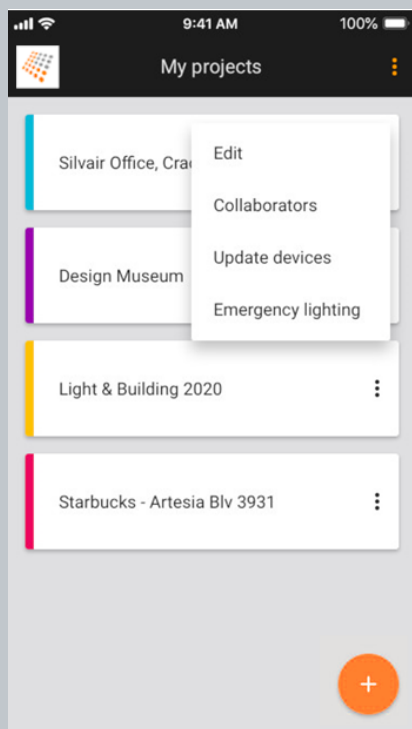 9:41 AM
100%
My projects
Silvair Office,
Edit
Collaborators
Update devices
Design Museum
Emergency lighting
Light & Building 2020
Starbucks - Artesia Blv 3931